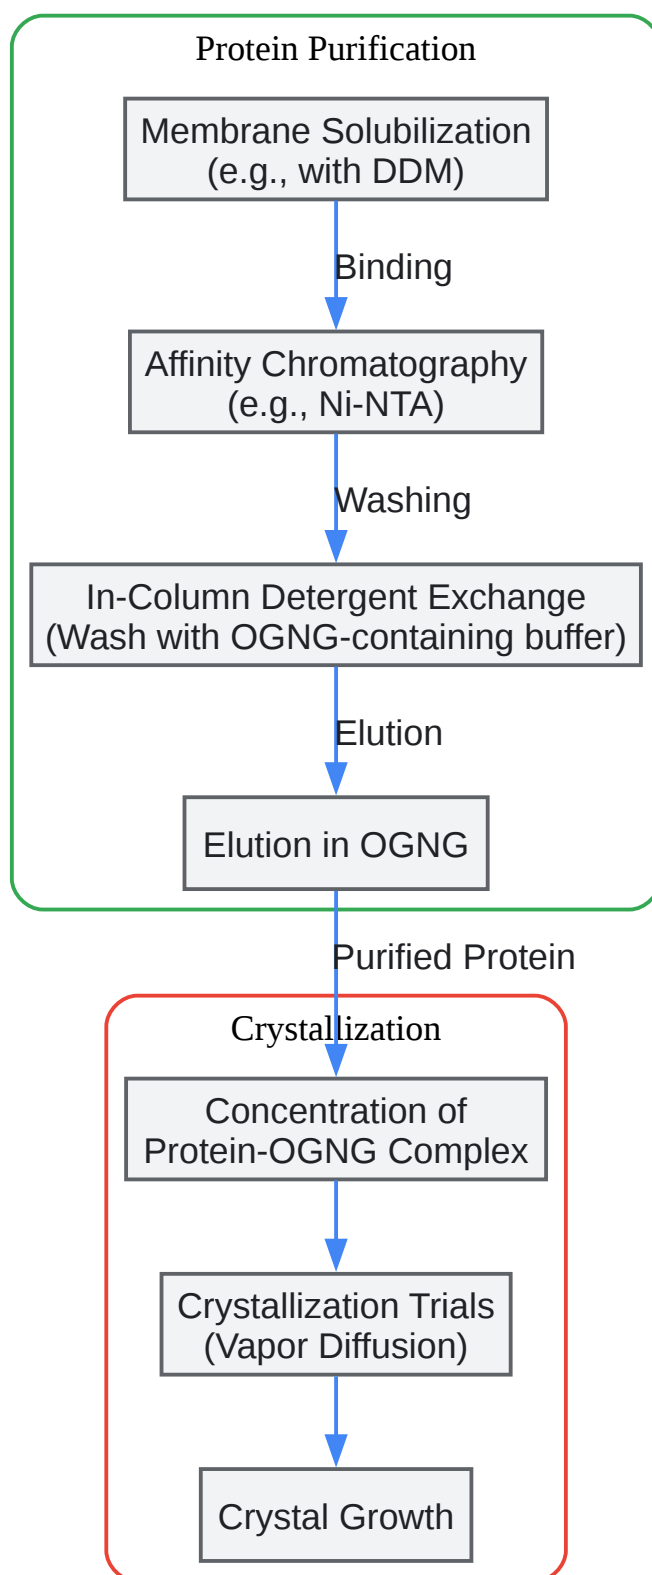 Protein Purification
Membrane Solubilization
(e.g., with DDM)
Binding
Affinity Chromatography
(e.g., Ni-NTA)
Washing
In-Column Detergent Exchange
(Wash with OGNG-containing buffer)
Elution
Elution in OGNG
Purified Protein
Crystallization
Concentration of
Protein-OGNG Complex
Crystallization Trials
(Vapor Diffusion)
Crystal Growth